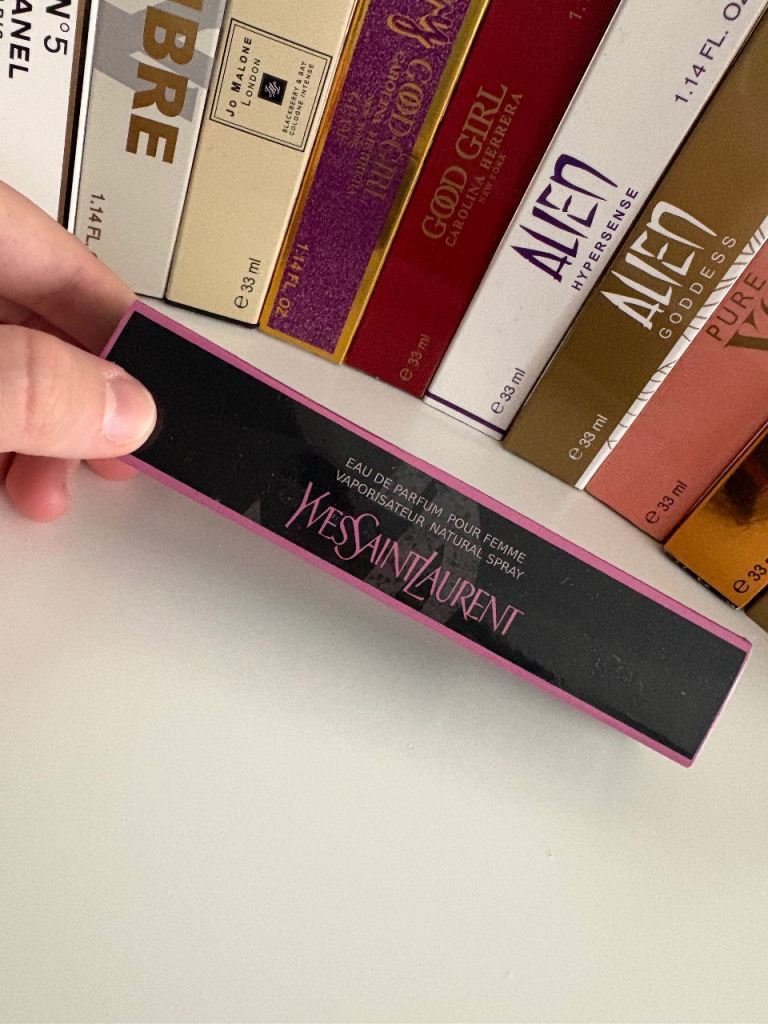 N°5
ANEL
BRE
1.14 FL.
JO MALONE
LONDON
BLACKBERRY & BAY
COLOGNE INTENSE
e 33 ml
GOOD GIRL
1.14 FL. OZ
GOOD GIRL
CAROLINA HERRERA
NEW YORK
e 33 ml
1.14 FL. OZ
ALIEN
HYPERSENSE
e 33 ml
ALIEN
GODDESS
e 33 ml
PURE
e 33 ml
e 33
EAU DE PARFUM POUR FEMME
VAPORISATEUR NATURAL SPRAY
YVESSAINTLAURENT